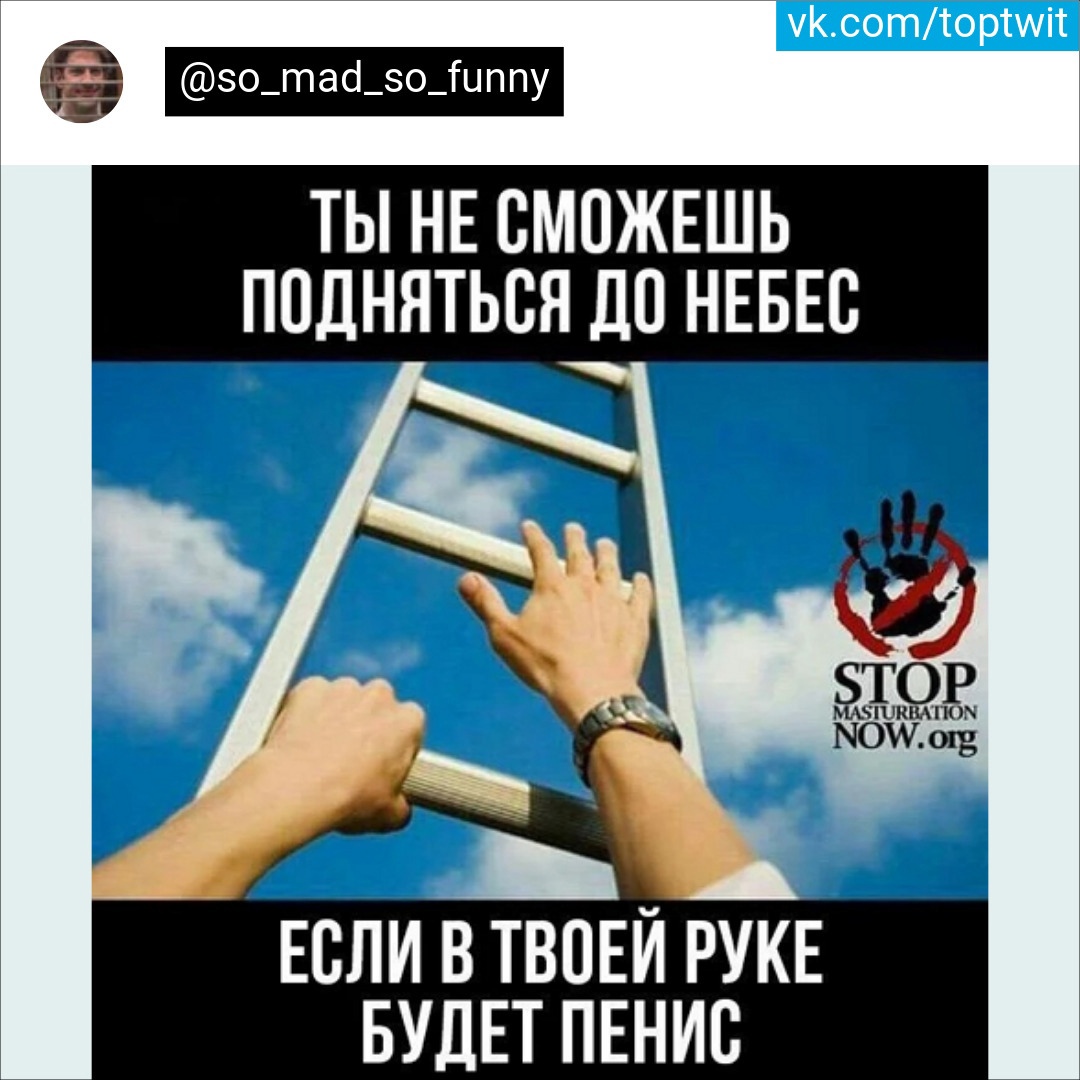 vk.com/toptwit
@so_mad_so_funny
ТЫ НЕ СМОЖЕШЬ
ПОДНЯТЬСЯ ДО НЕБЕС
STOP
MASTURBATION
NOW.org
ЕСЛИ В ТВОЕЙ РУКЕ
БУДЕТ ПЕНИС